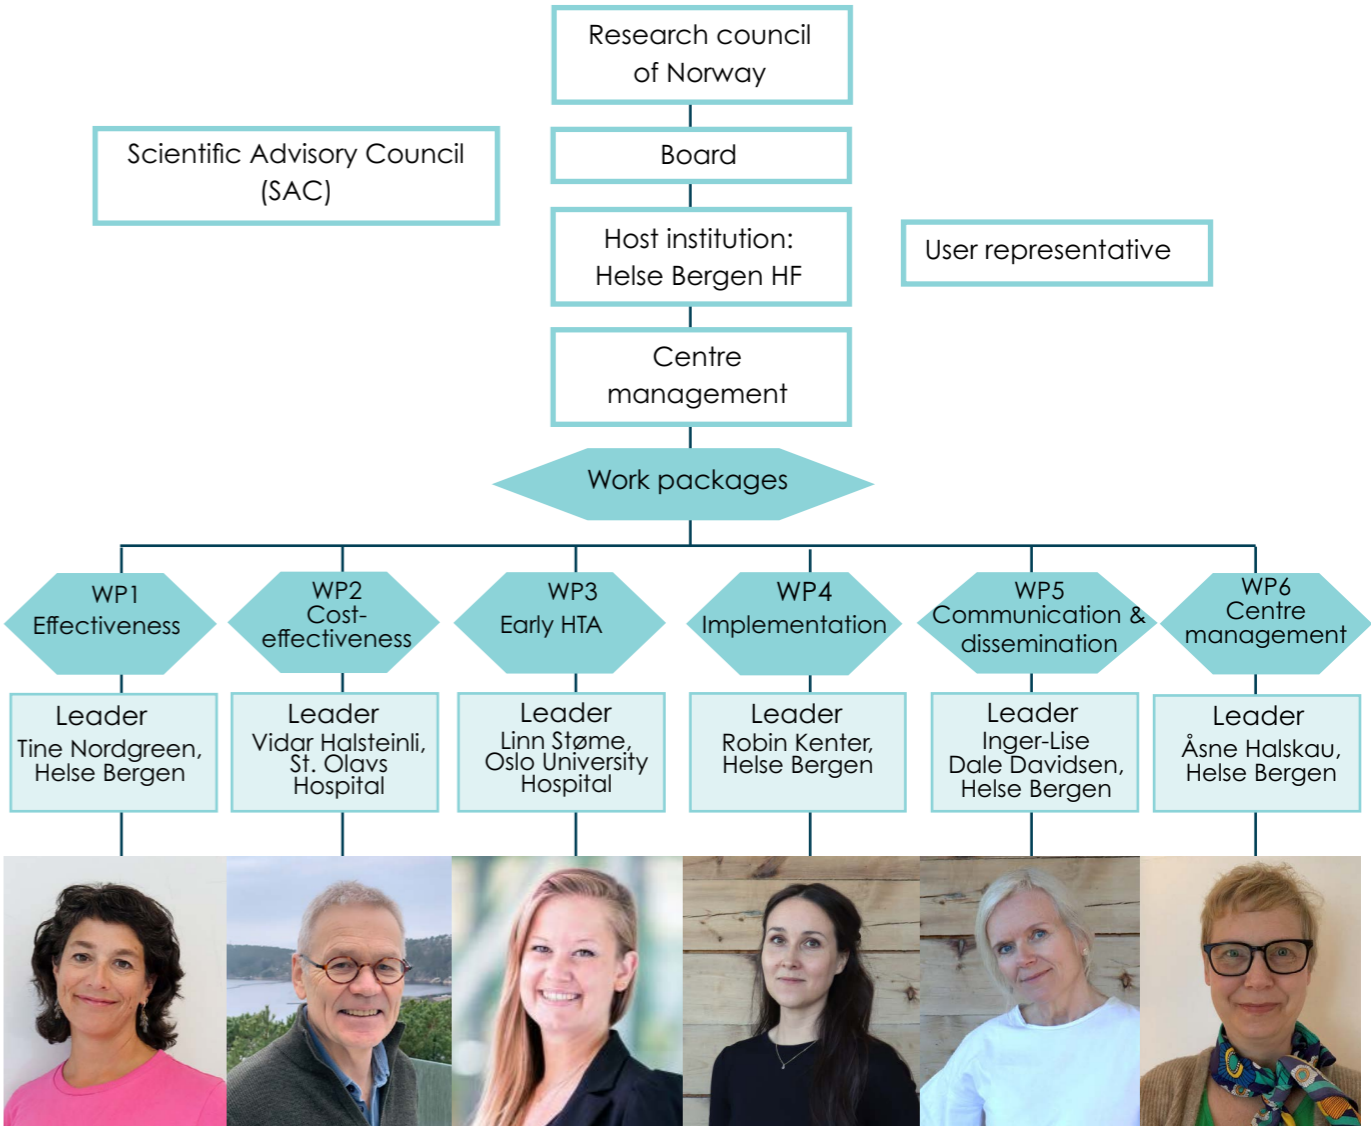 Research council
of Norway
Scientific Advisory Council
(SAC)
Board
Host institution:
Helse Bergen HF
User representative
Centre
management
Work packages
WP1
Effectiveness
WP2
Cost-
effectiveness
WP3
Early HTA
WP4
Implementation
WP5
Communication &
dissemination
WP6
Centre
management
Leader
Tine Nordgreen,
Helse Bergen
Leader
Vidar Halsteinli,
St. Olavs
Hospital
Leader
Linn Støme,
Oslo University
Hospital
Leader
Robin Kenter,
Helse Bergen
Leader
Inger-Lise
Dale Davidsen,
Helse Bergen
Leader
Åsne Halskau,
Helse Bergen